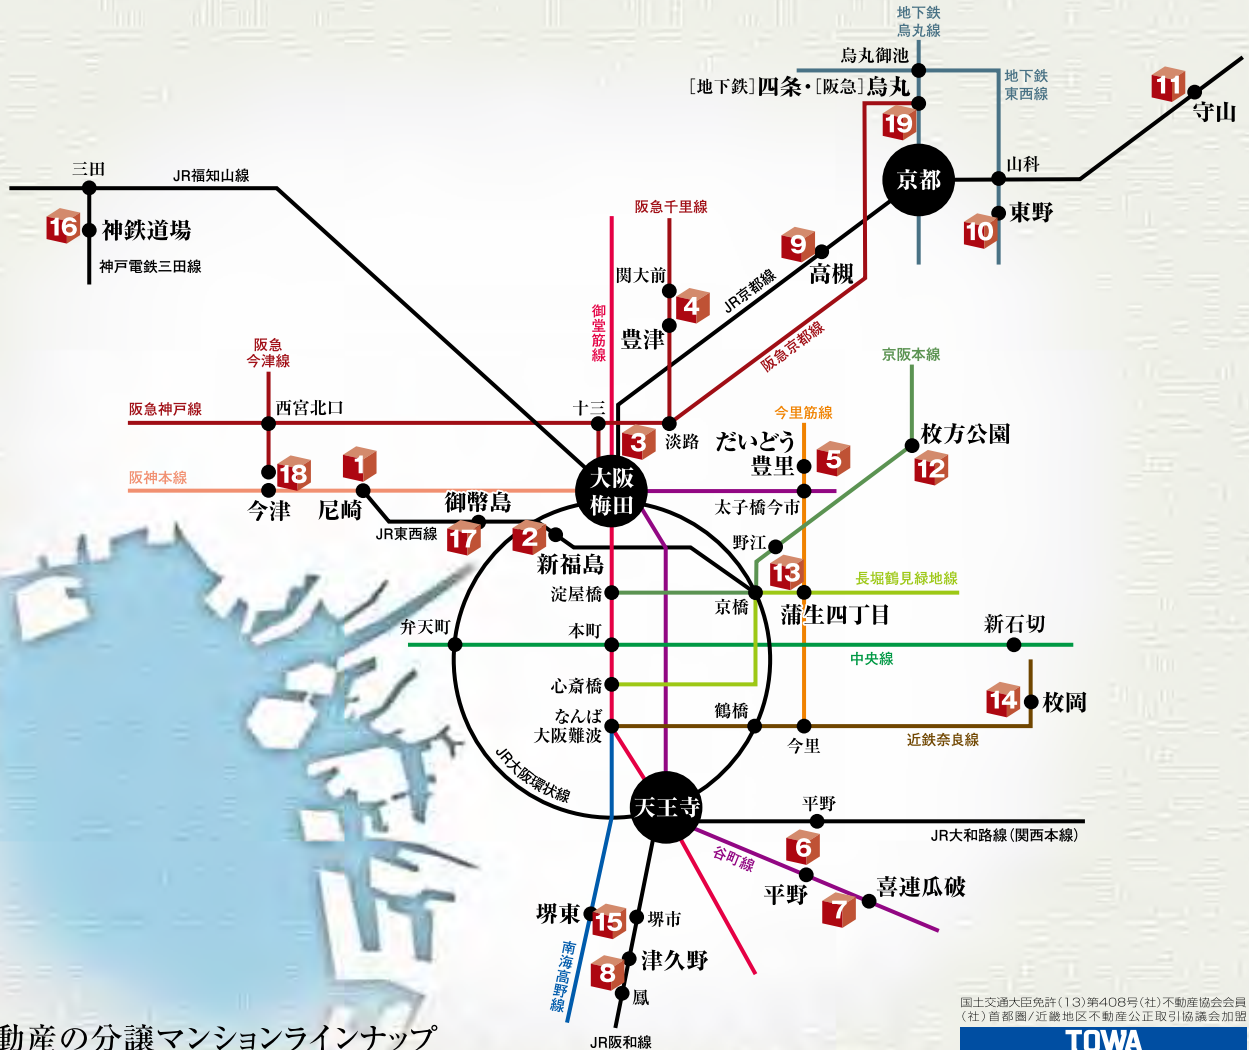 地下鉄
烏丸線
烏丸御池
[地下鉄]四条・[阪急]烏丸
地下鉄
東西線
11
守山
19
京都
山科
東野
10
三田
JR福知山線
16
神鉄道場
神戸電鉄三田線
阪急千里線
9
高槻
関大前
JR京都線
4
御堂筋線
豊津
阪急京都線
阪急
今津線
京阪本線
阪急神戸線
西宮北口
十三
3
淡路
今里筋線
だいどう
豊里
5
枚方公園
12
阪神本線
18
1
今津
尼崎
大阪
梅田
御幣島
太子橋今市
JR東西線
17
2
新福島
野江
13
長堀鶴見緑地線
淀屋橋
京橋
蒲生四丁目
弁天町
本町
新石切
中央線
心斎橋
14
枚岡
なんば
大阪難波
鶴橋
今里
近鉄奈良線
JR大阪環状線
天王寺
平野
JR大和路線(関西本線)
谷町線
6
平野
7
喜連瓜破
堺東
15
堺市
津久野
8
南海高野線
鳳
JR阪和線
国土交通大臣免許(13)第408号(社)不動産協会会員
(社)首都圏/近畿地区不動産公正取引協議会加盟
動産の分譲マンションラインナップ
TOWA